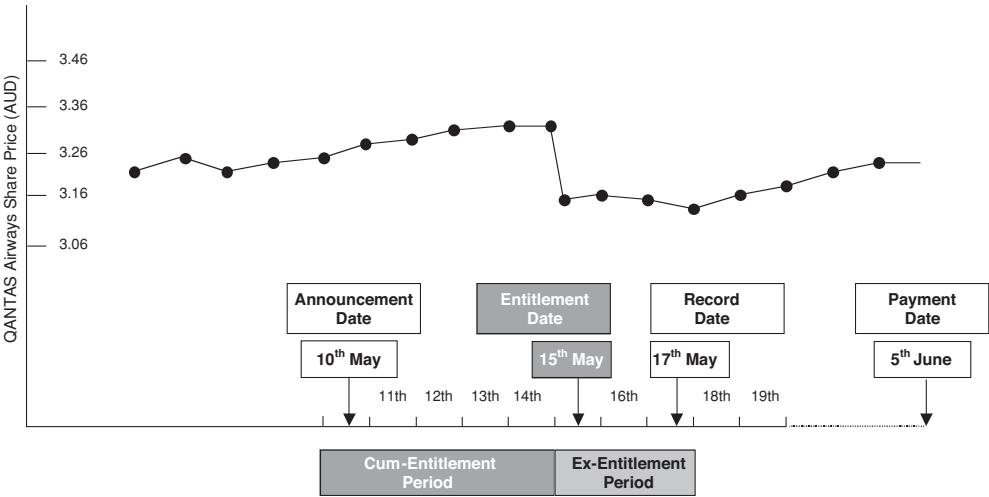 QANTAS Airways Share Price (AUD)
3.46
3.36
3.26
3.16
3.06
Announcement
Date
Entitlement
Date
Record
Date
Payment
Date
10th May
15th May
17th May
5th June
11th 12th 13th 14th 16th 18th 19th
Cum-Entitlement
Period
Ex-Entitlement
Period